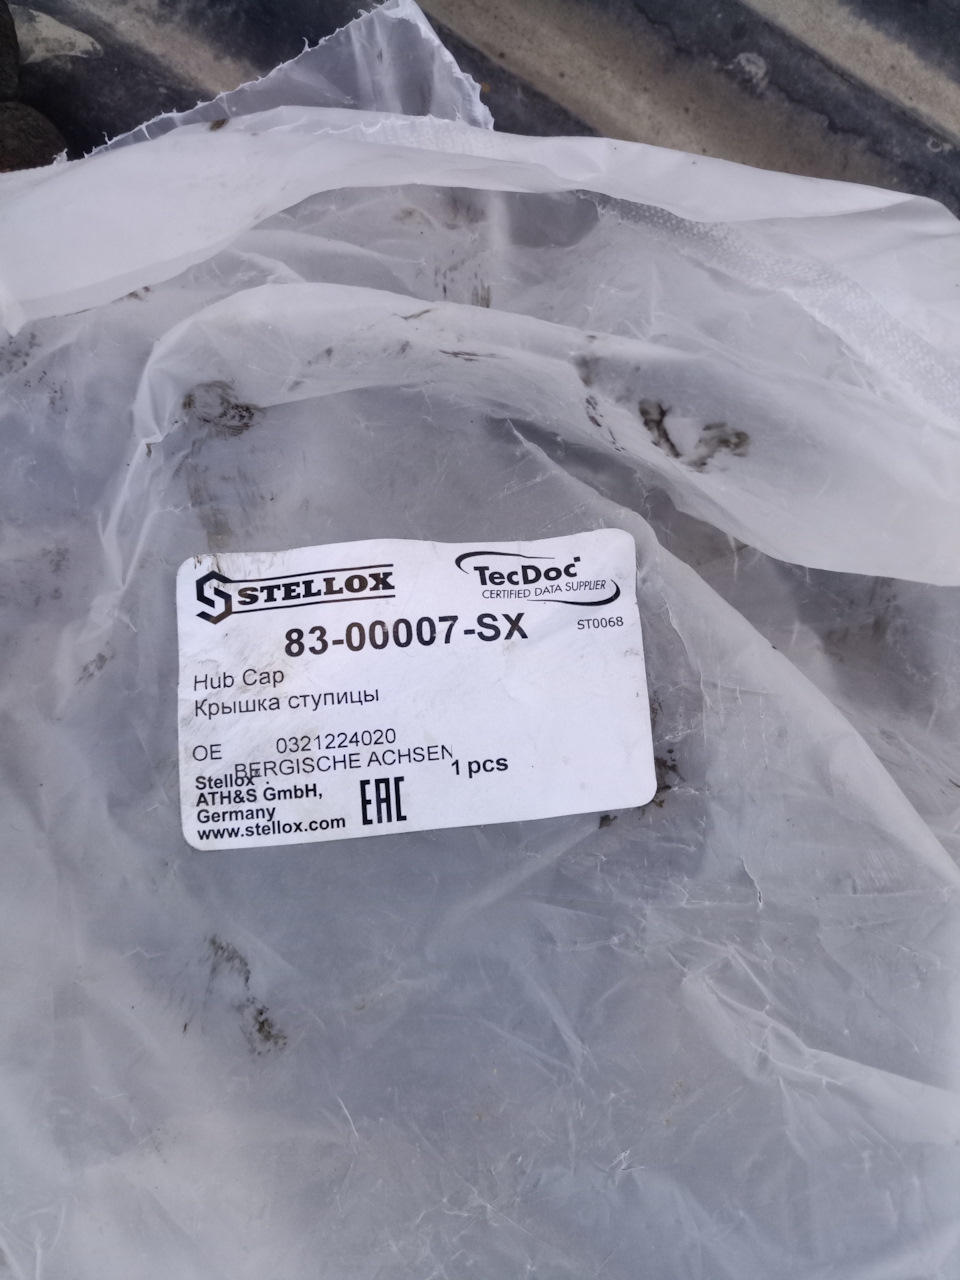 STELLOX
TecDoc
CERTIFIED DATA SUPPLIER
83-00007-SX
ST0068
Hub Cap
Крышка ступицы
OE 0321224020
BERGISCHE ACHSEN
1 pcs
Stellox
ATH&S GmbH,
Germany
www.stellox.com
EAC